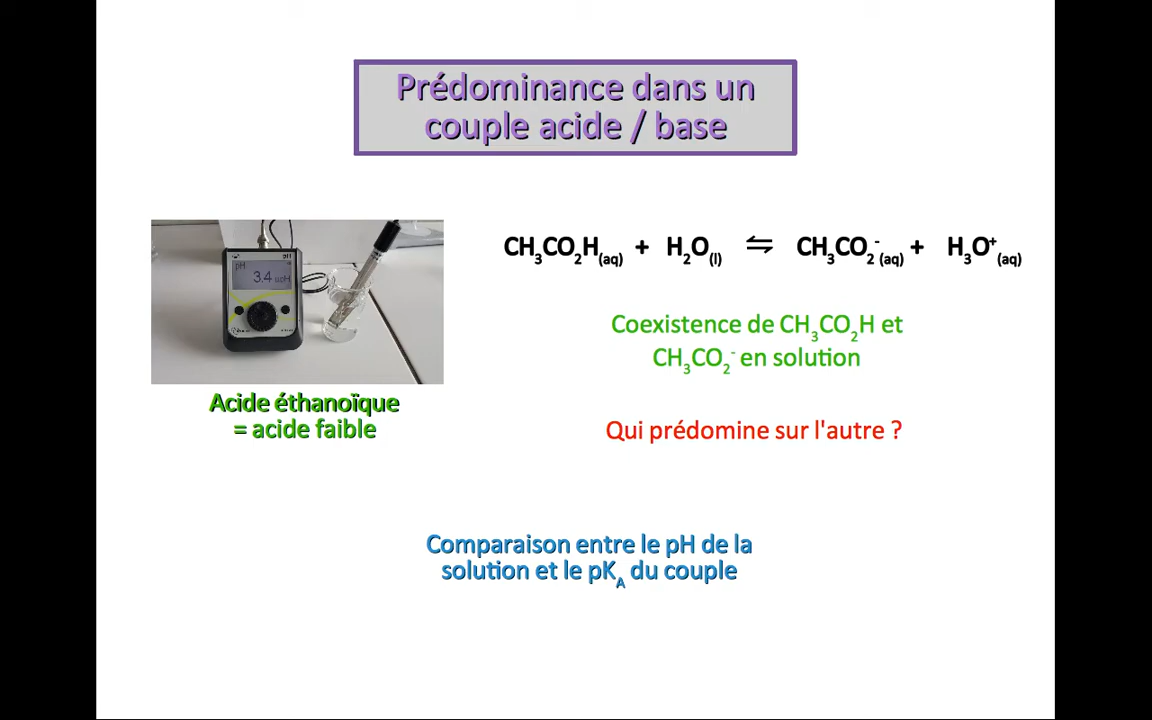 Prédominance dans un
couple acide / base
CH₃CO₂H(aq) + H₂O(l) ⇋ CH₃CO₂⁻(aq) + H₃O⁺(aq)
pH
3.4 upH
Coexistence de CH₃CO₂H et
CH₃CO₂⁻ en solution
Acide éthanoïque
= acide faible
Qui prédomine sur l'autre ?
Comparaison entre le pH de la
solution et le pKA du couple